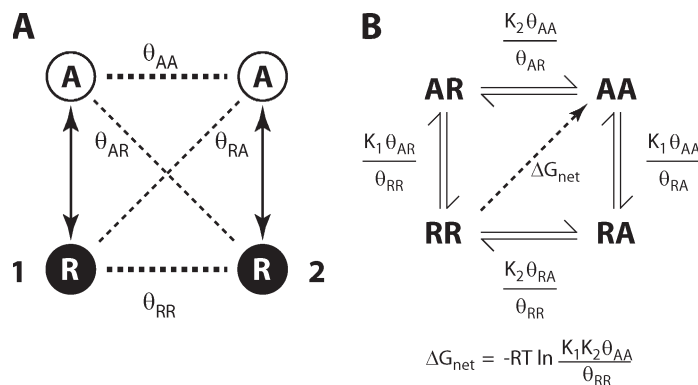 A
B
θAA
A A
θAR θRA
1 R R 2
θRR
K2θAA
θAR
AR AA
K1θAR
θRR
K1θAA
θRA
ΔGnet
RR RA
K2θRA
θRR
ΔGnet = -RT ln K1K2θAA
θRR